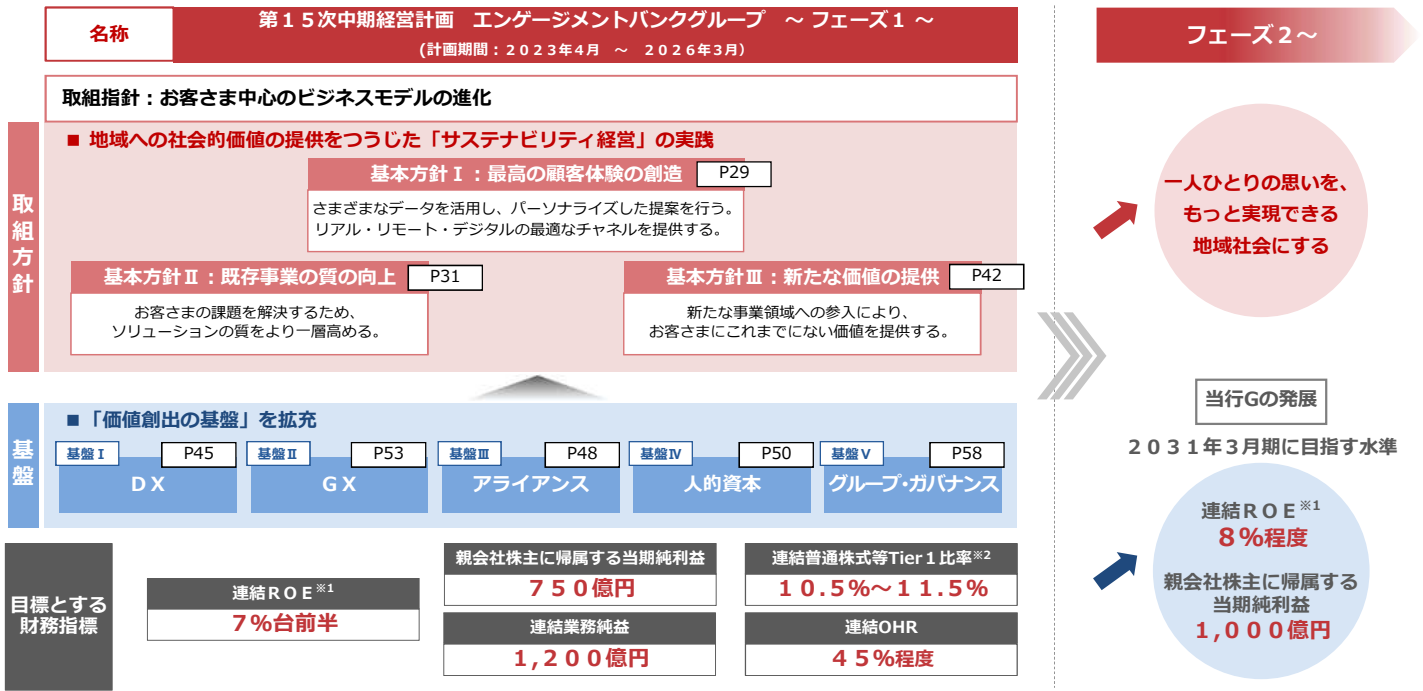 名称
第１５次中期経営計画　エンゲージメントバンクグループ　～ フェーズ１ ～
(計画期間：２０２３年４月　～　２０２６年３月）
フェーズ２～
取組指針：お客さま中心のビジネスモデルの進化
取組方針
■ 地域への社会的価値の提供をつうじた「サステナビリティ経営」の実践
基本方針Ⅰ：最高の顧客体験の創造
P29
さまざまなデータを活用し、パーソナライズした提案を行う。
リアル・リモート・デジタルの最適なチャネルを提供する。
基本方針Ⅱ：既存事業の質の向上
P31
お客さまの課題を解決するため、
ソリューションの質をより一層高める。
基本方針Ⅲ：新たな価値の提供
P42
新たな事業領域への参入により、
お客さまにこれまでにない価値を提供する。
一人ひとりの思いを、
もっと実現できる
地域社会にする
基盤
■ 「価値創出の基盤」を拡充
基盤Ⅰ
P45
ＤＸ
基盤Ⅱ
P53
ＧＸ
基盤Ⅲ
P48
アライアンス
基盤Ⅳ
P50
人的資本
基盤Ⅴ
P58
グループ・ガバナンス
目標とする
財務指標
連結ＲＯＥ※1
７％台前半
親会社株主に帰属する当期純利益
７５０億円
連結業務純益
１,２００億円
連結普通株式等Tier１比率※2
１０.５％～１１.５％
連結OHR
４５％程度
当行Gの発展
２０３１年３月期に目指す水準
連結ＲＯＥ※1
８％程度
親会社株主に帰属する
当期純利益
１,０００億円